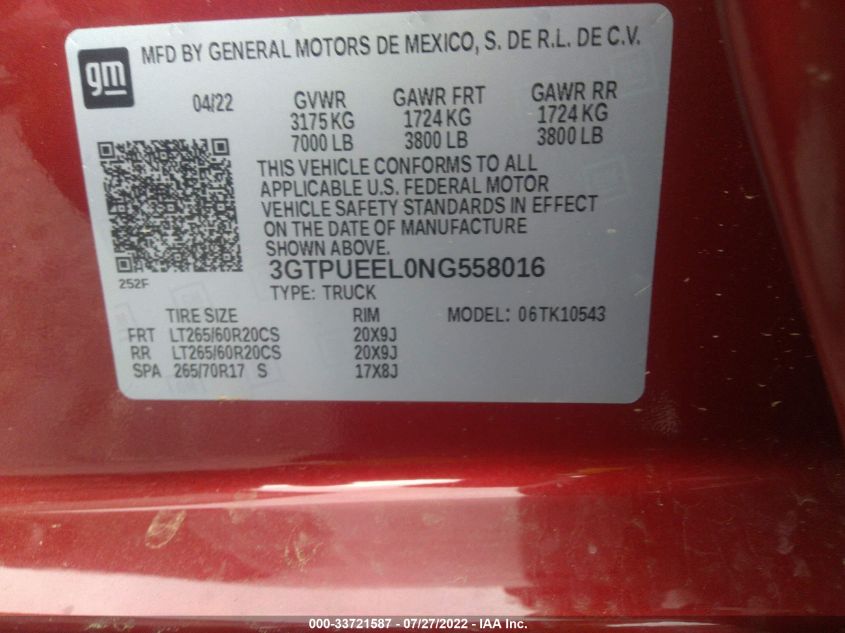 gm
MFD BY GENERAL MOTORS DE MEXICO, S. DE R.L. DE C.V.
04/22 GVWR GAWR FRT GAWR RR
3175 KG 1724 KG 1724 KG
7000 LB 3800 LB 3800 LB
THIS VEHICLE CONFORMS TO ALL
APPLICABLE U.S. FEDERAL MOTOR
VEHICLE SAFETY STANDARDS IN EFFECT
ON THE DATE OF MANUFACTURE
SHOWN ABOVE.
252F
3GTPUEEL0NG558016
TYPE: TRUCK
TIRE SIZE RIM MODEL: 06TK10543
FRT LT265/60R20CS 20X9J
RR LT265/60R20CS 20X9J
SPA 265/70R17 S 17X8J
000-33721587 - 07/27/2022 - IAA Inc.